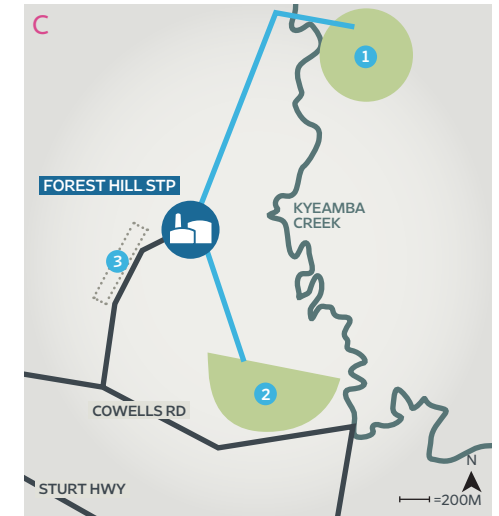 C
1
FOREST HILL STP
KYEAMBA
CREEK
3
2
COWELLS RD
N
STURT HWY
=200M